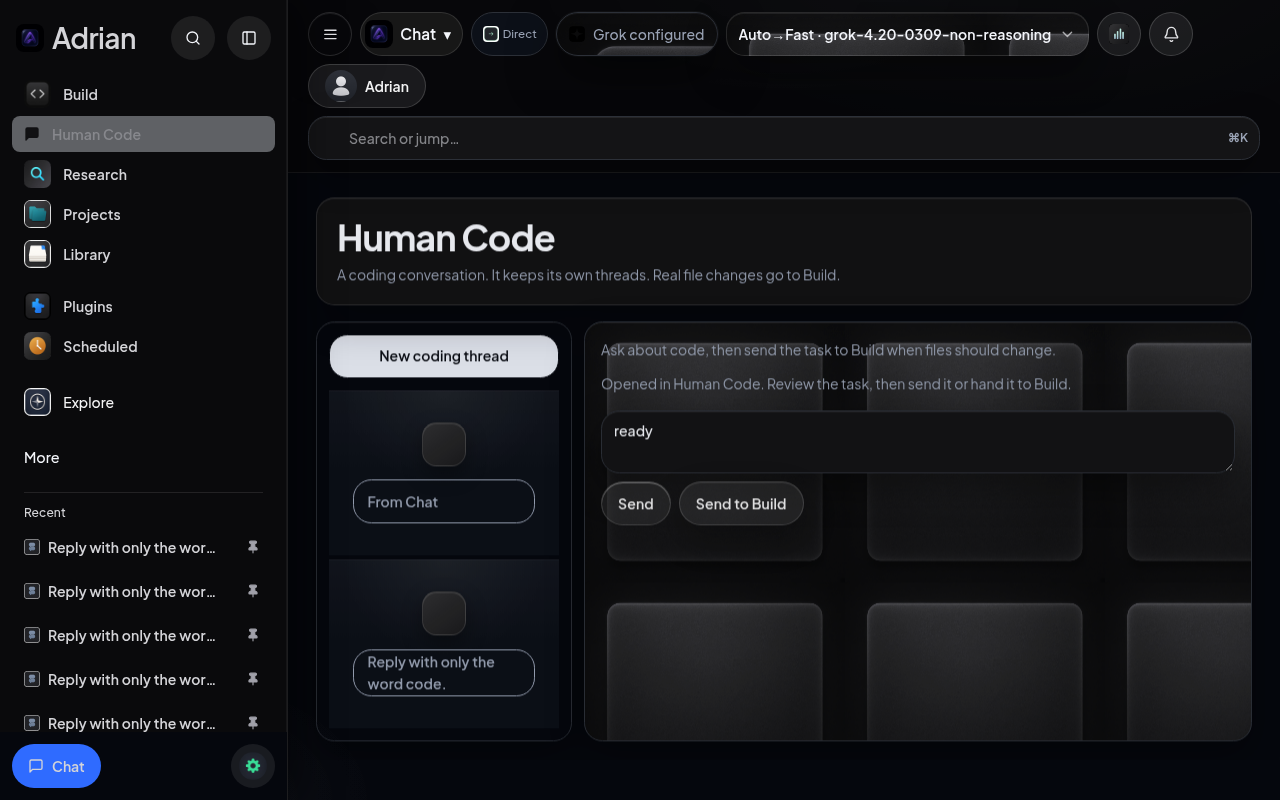 Adrian
Build
Human Code
Research
Projects
Library
Plugins
Scheduled
Explore
More
Recent
Reply with only the wor...
Reply with only the wor...
Reply with only the wor...
Reply with only the wor...
Reply with only the wor...
Chat
Chat ▾
Direct
Grok configured
Auto→Fast · grok-4.20-0309-non-reasoning
Adrian
Search or jump...
⌘K
Human Code
A coding conversation. It keeps its own threads. Real file changes go to Build.
New coding thread
From Chat
Reply with only the
word code.
Ask about code, then send the task to Build when files should change.
Opened in Human Code. Review the task, then send it or hand it to Build.
ready
Send
Send to Build